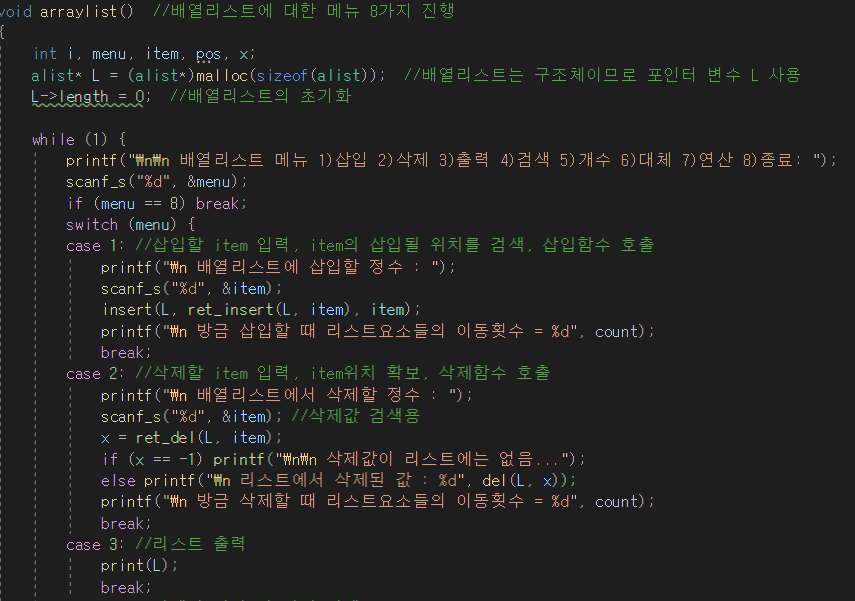 void arraylist()  //배열리스트에 대한 메뉴 8가지 진행
{
int i, menu, item, pos, x;
alist* L = (alist*)malloc(sizeof(alist));  //배열리스트는 구조체이므로 포인터 변수 L 사용
L->length = 0;  //배열리스트의 초기화
while (1) {
printf("₩n₩n 배열리스트 메뉴 1)삽입 2)삭제 3)출력 4)검색 5)개수 6)대체 7)연산 8)종료: ");
scanf_s("%d", &menu);
if (menu == 8) break;
switch (menu) {
case 1: //삽입할 item 입력, item의 삽입될 위치를 검색, 삽입함수 호출
printf("₩n 배열리스트에 삽입할 정수 : ");
scanf_s("%d", &item);
insert(L, ret_insert(L, item), item);
printf("₩n 방금 삽입할 때 리스트요소들의 이동횟수 = %d", count);
break;
case 2: //삭제할 item 입력, item위치 확보, 삭제함수 호출
printf("₩n 배열리스트에서 삭제할 정수 : ");
scanf_s("%d", &item); //삭제값 검색용
x = ret_del(L, item);
if (x == -1) printf("₩n₩n 삭제값이 리스트에는 없음...");
else printf("₩n 리스트에서 삭제된 값 : %d", del(L, x));
printf("₩n 방금 삭제할 때 리스트요소들의 이동횟수 = %d", count);
break;
case 3: //리스트 출력
print(L);
break;